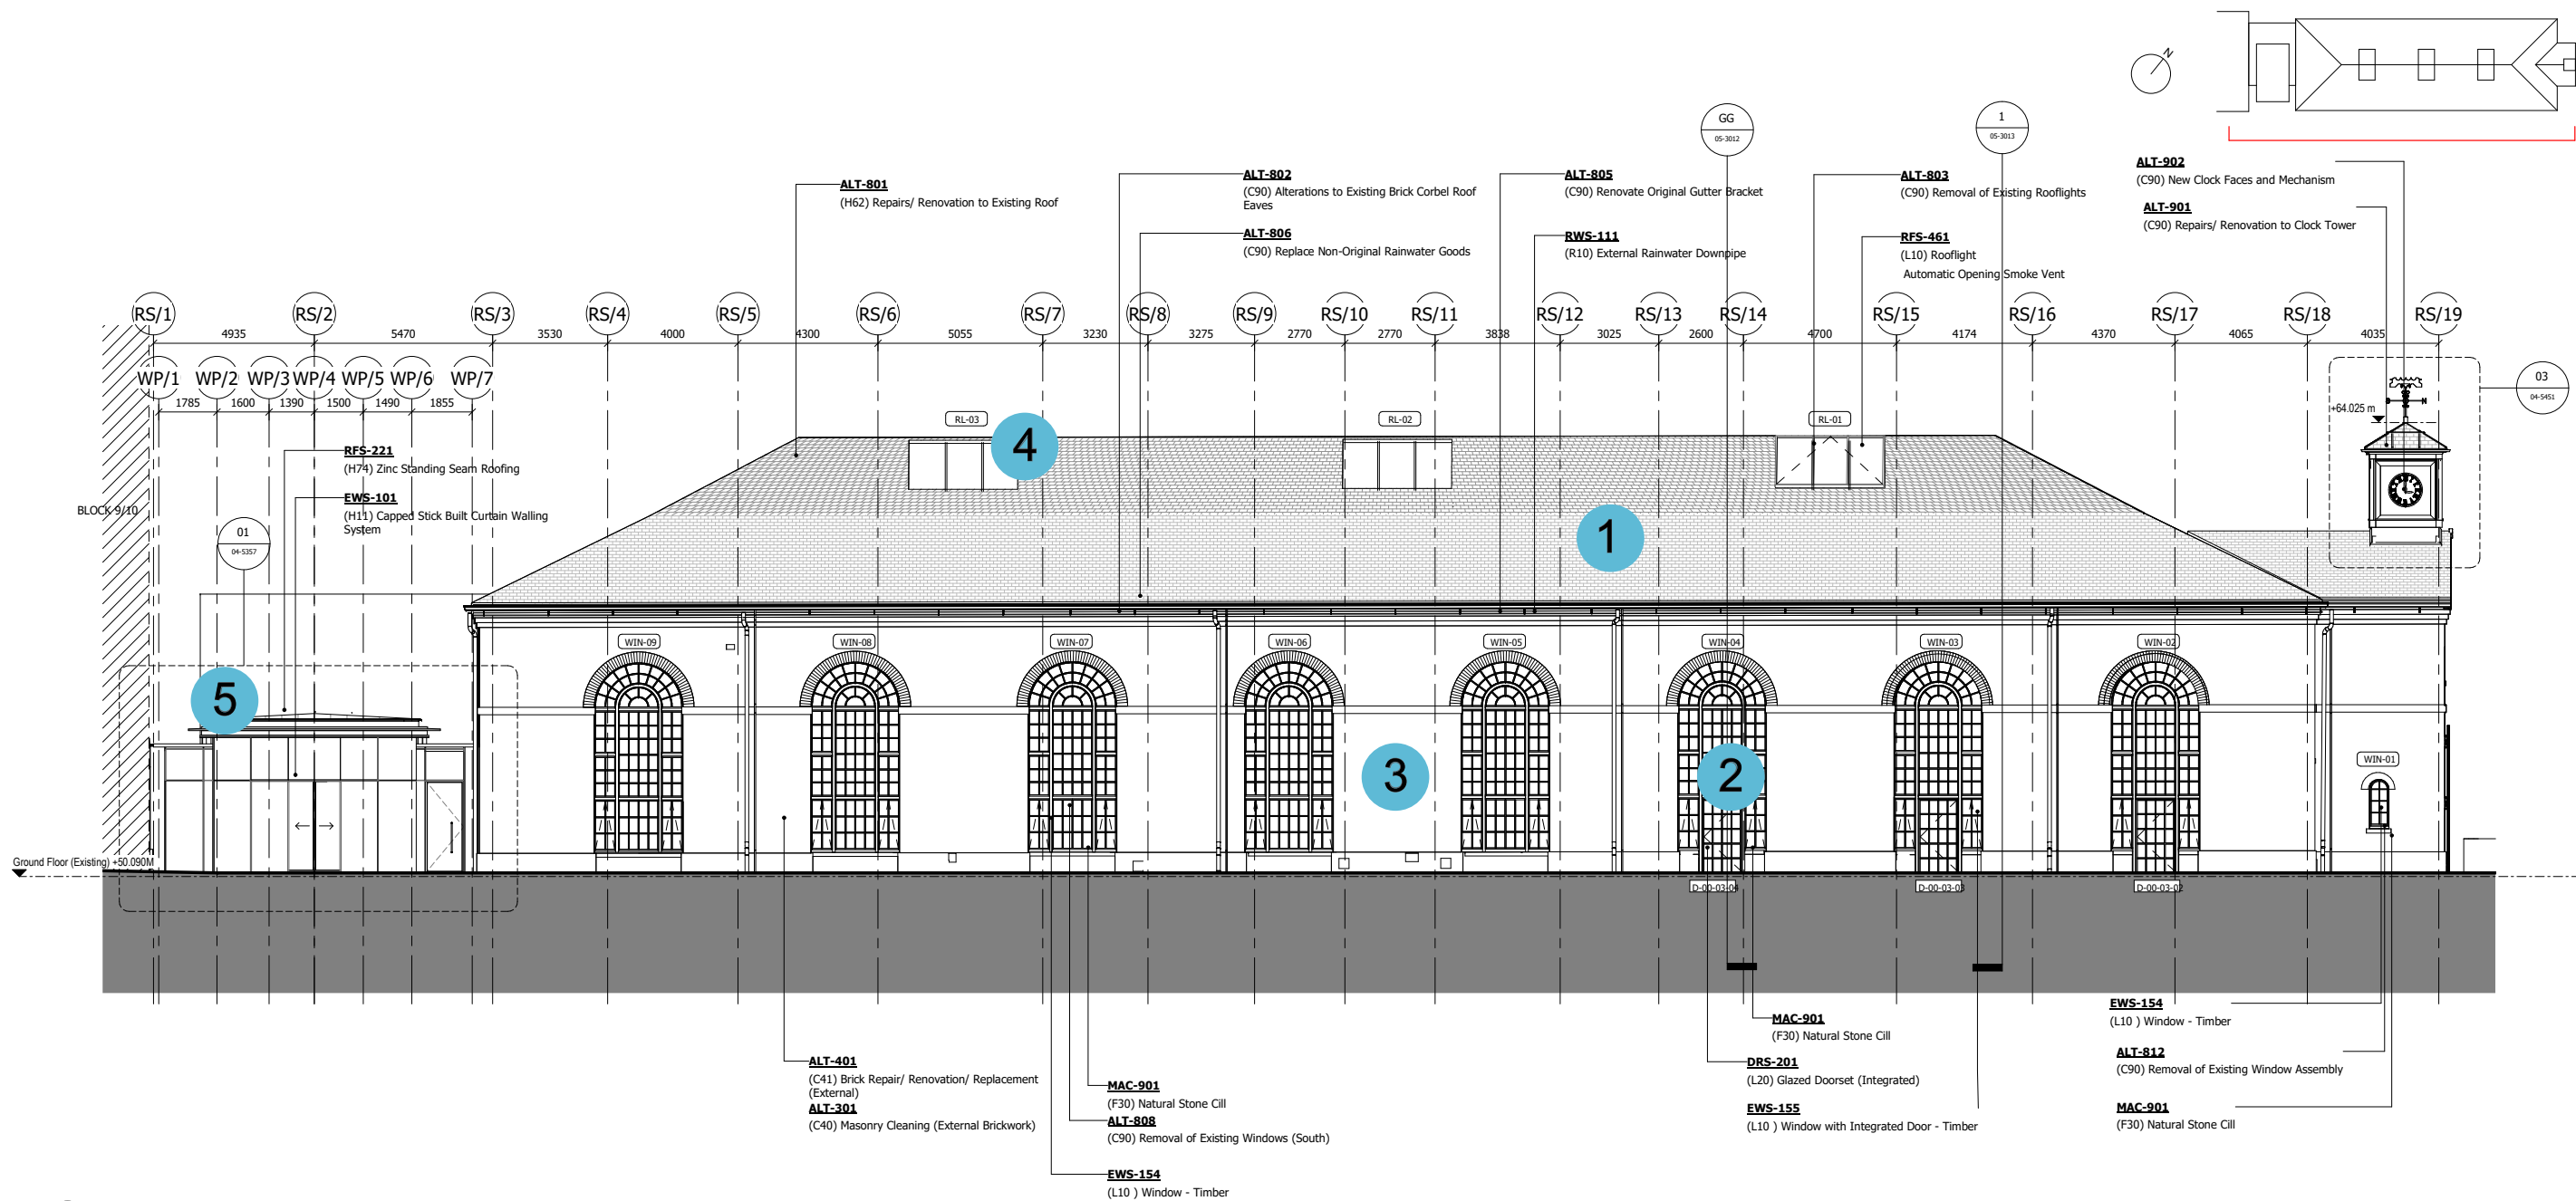 N
GG
05-3012
1
05-3013
ALT-801
(H62) Repairs/ Renovation to Existing Roof
ALT-802
(C90) Alterations to Existing Brick Corbel Roof
Eaves
ALT-806
(C90) Replace Non-Original Rainwater Goods
ALT-805
(C90) Renovate Original Gutter Bracket
RWS-111
(R10) External Rainwater Downpipe
ALT-803
(C90) Removal of Existing Rooflights
RFS-461
(L10) Rooflight
Automatic Opening Smoke Vent
ALT-902
(C90) New Clock Faces and Mechanism
ALT-901
(C90) Repairs/ Renovation to Clock Tower
RS/1 RS/2 RS/3 RS/4 RS/5 RS/6 RS/7 RS/8 RS/9 RS/10 RS/11 RS/12 RS/13 RS/14 RS/15 RS/16 RS/17 RS/18 RS/19
4935 5470 3530 4000 4300 5055 3230 3275 2770 2770 3838 3025 2600 4700 4174 4370 4065 4035
WP/1 WP/2 WP/3 WP/4 WP/5 WP/6 WP/7
1785 1600 1390 1500 1490 1855
03
04-5451
+64.025 m
RL-03 RL-02 RL-01
4
RFS-221
(H74) Zinc Standing Seam Roofing
EWS-101
(H11) Capped Stick Built Curtain Walling
System
BLOCK 9/10
01
04-5357
1
WIN-09 WIN-08 WIN-07 WIN-06 WIN-05 WIN-04 WIN-03 WIN-02
5
WIN-01
3
2
Ground Floor (Existing) +50.090M
D-00-03-04 D-00-03-03 D-00-03-02
ALT-401
(C41) Brick Repair/ Renovation/ Replacement
(External)
ALT-301
(C40) Masonry Cleaning (External Brickwork)
MAC-901
(F30) Natural Stone Cill
ALT-808
(C90) Removal of Existing Windows (South)
EWS-154
(L10 ) Window - Timber
MAC-901
(F30) Natural Stone Cill
DRS-201
(L20) Glazed Doorset (Integrated)
EWS-155
(L10 ) Window with Integrated Door - Timber
EWS-154
(L10 ) Window - Timber
ALT-812
(C90) Removal of Existing Window Assembly
MAC-901
(F30) Natural Stone Cill